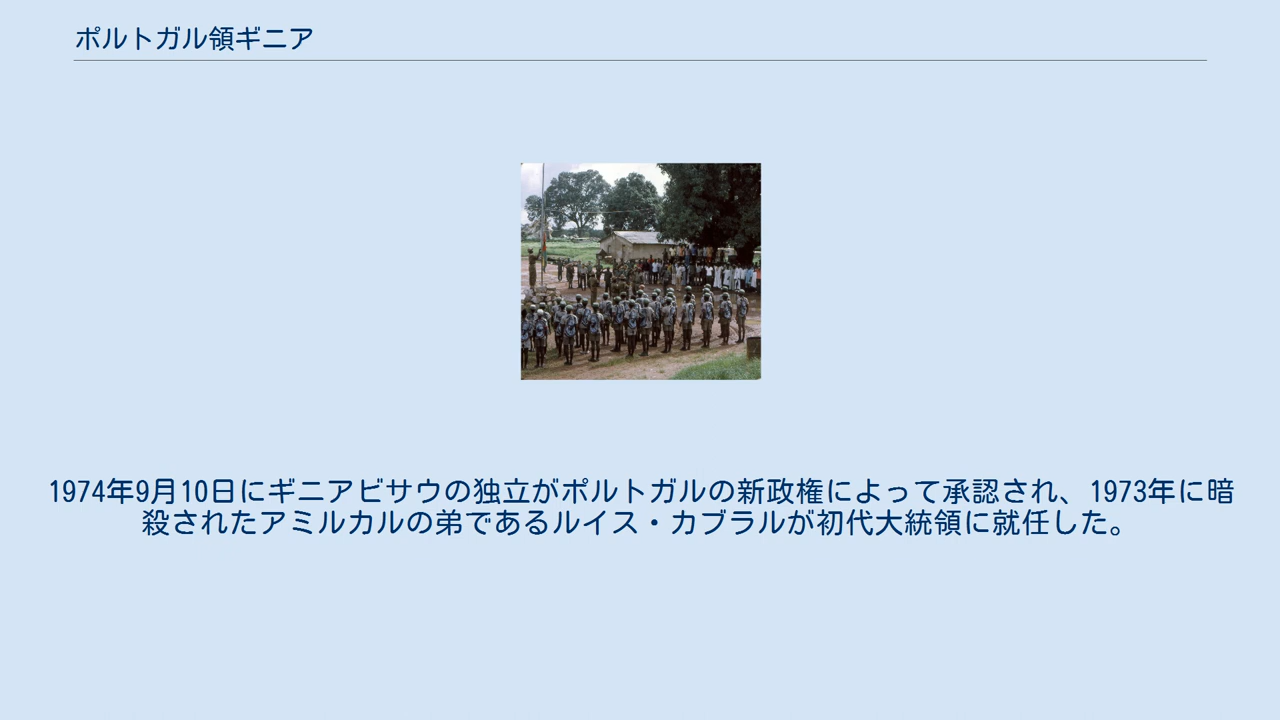 ポルトガル領ギニア
1974年9月10日にギニアビサウの独立がポルトガルの新政権によって承認され、1973年に暗
殺されたアミルカルの弟であるルイス・カブラルが初代大統領に就任した。